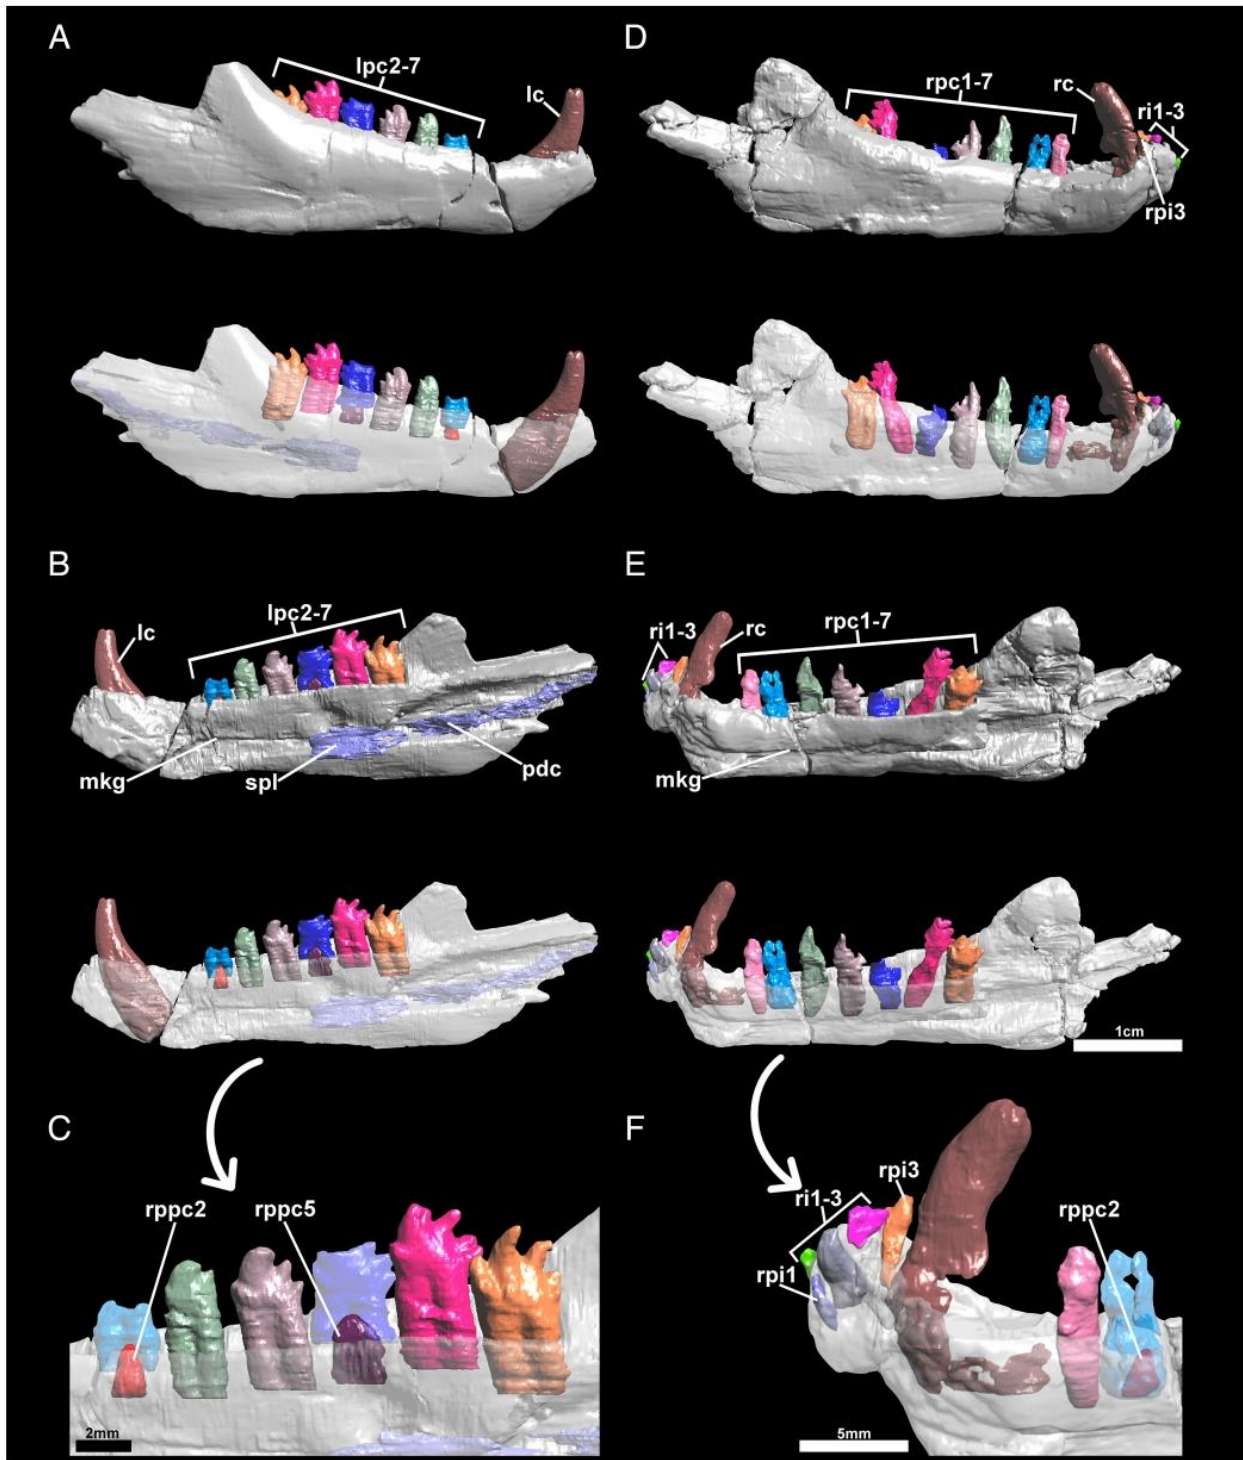 A
lpc2-7
lc
D
rpc1-7
rc
ri1-3
rpi3
B
lpc2-7
lc
mkg
spl
pdc
E
ri1-3
rc
rpc1-7
mkg
1cm
C
rppc2
rppc5
2mm
F
rpi3
ri1-3
rppc2
rpi1
5mm